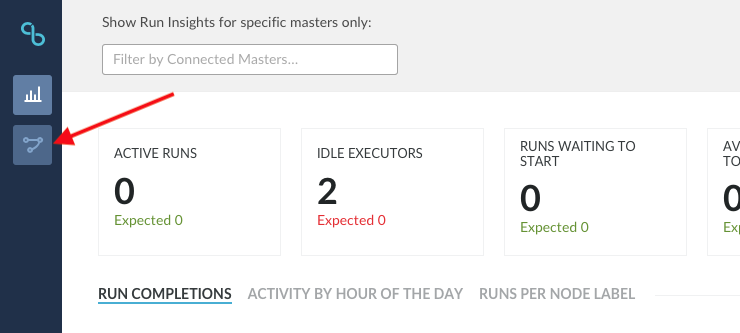 Show Run Insights for specific masters only:
Filter by Connected Masters...
ACTIVE RUNS
0
Expected 0
IDLE EXECUTORS
2
Expected 0
RUNS WAITING TO
START
0
Expected 0
AV
TO
0
Ex
RUN COMPLETIONS
ACTIVITY BY HOUR OF THE DAY
RUNS PER NODE LABEL